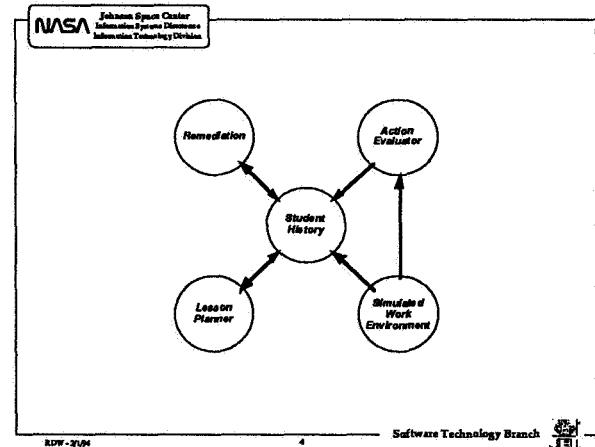 NASA
Johnson Space Center
Information Systems Directorate
Information Technology Division
Remediation
Action
Evaluator
Student
History
Lesson
Planner
Simulated
Work
Environment
RDW - 2/1/94
4
Software Technology Branch